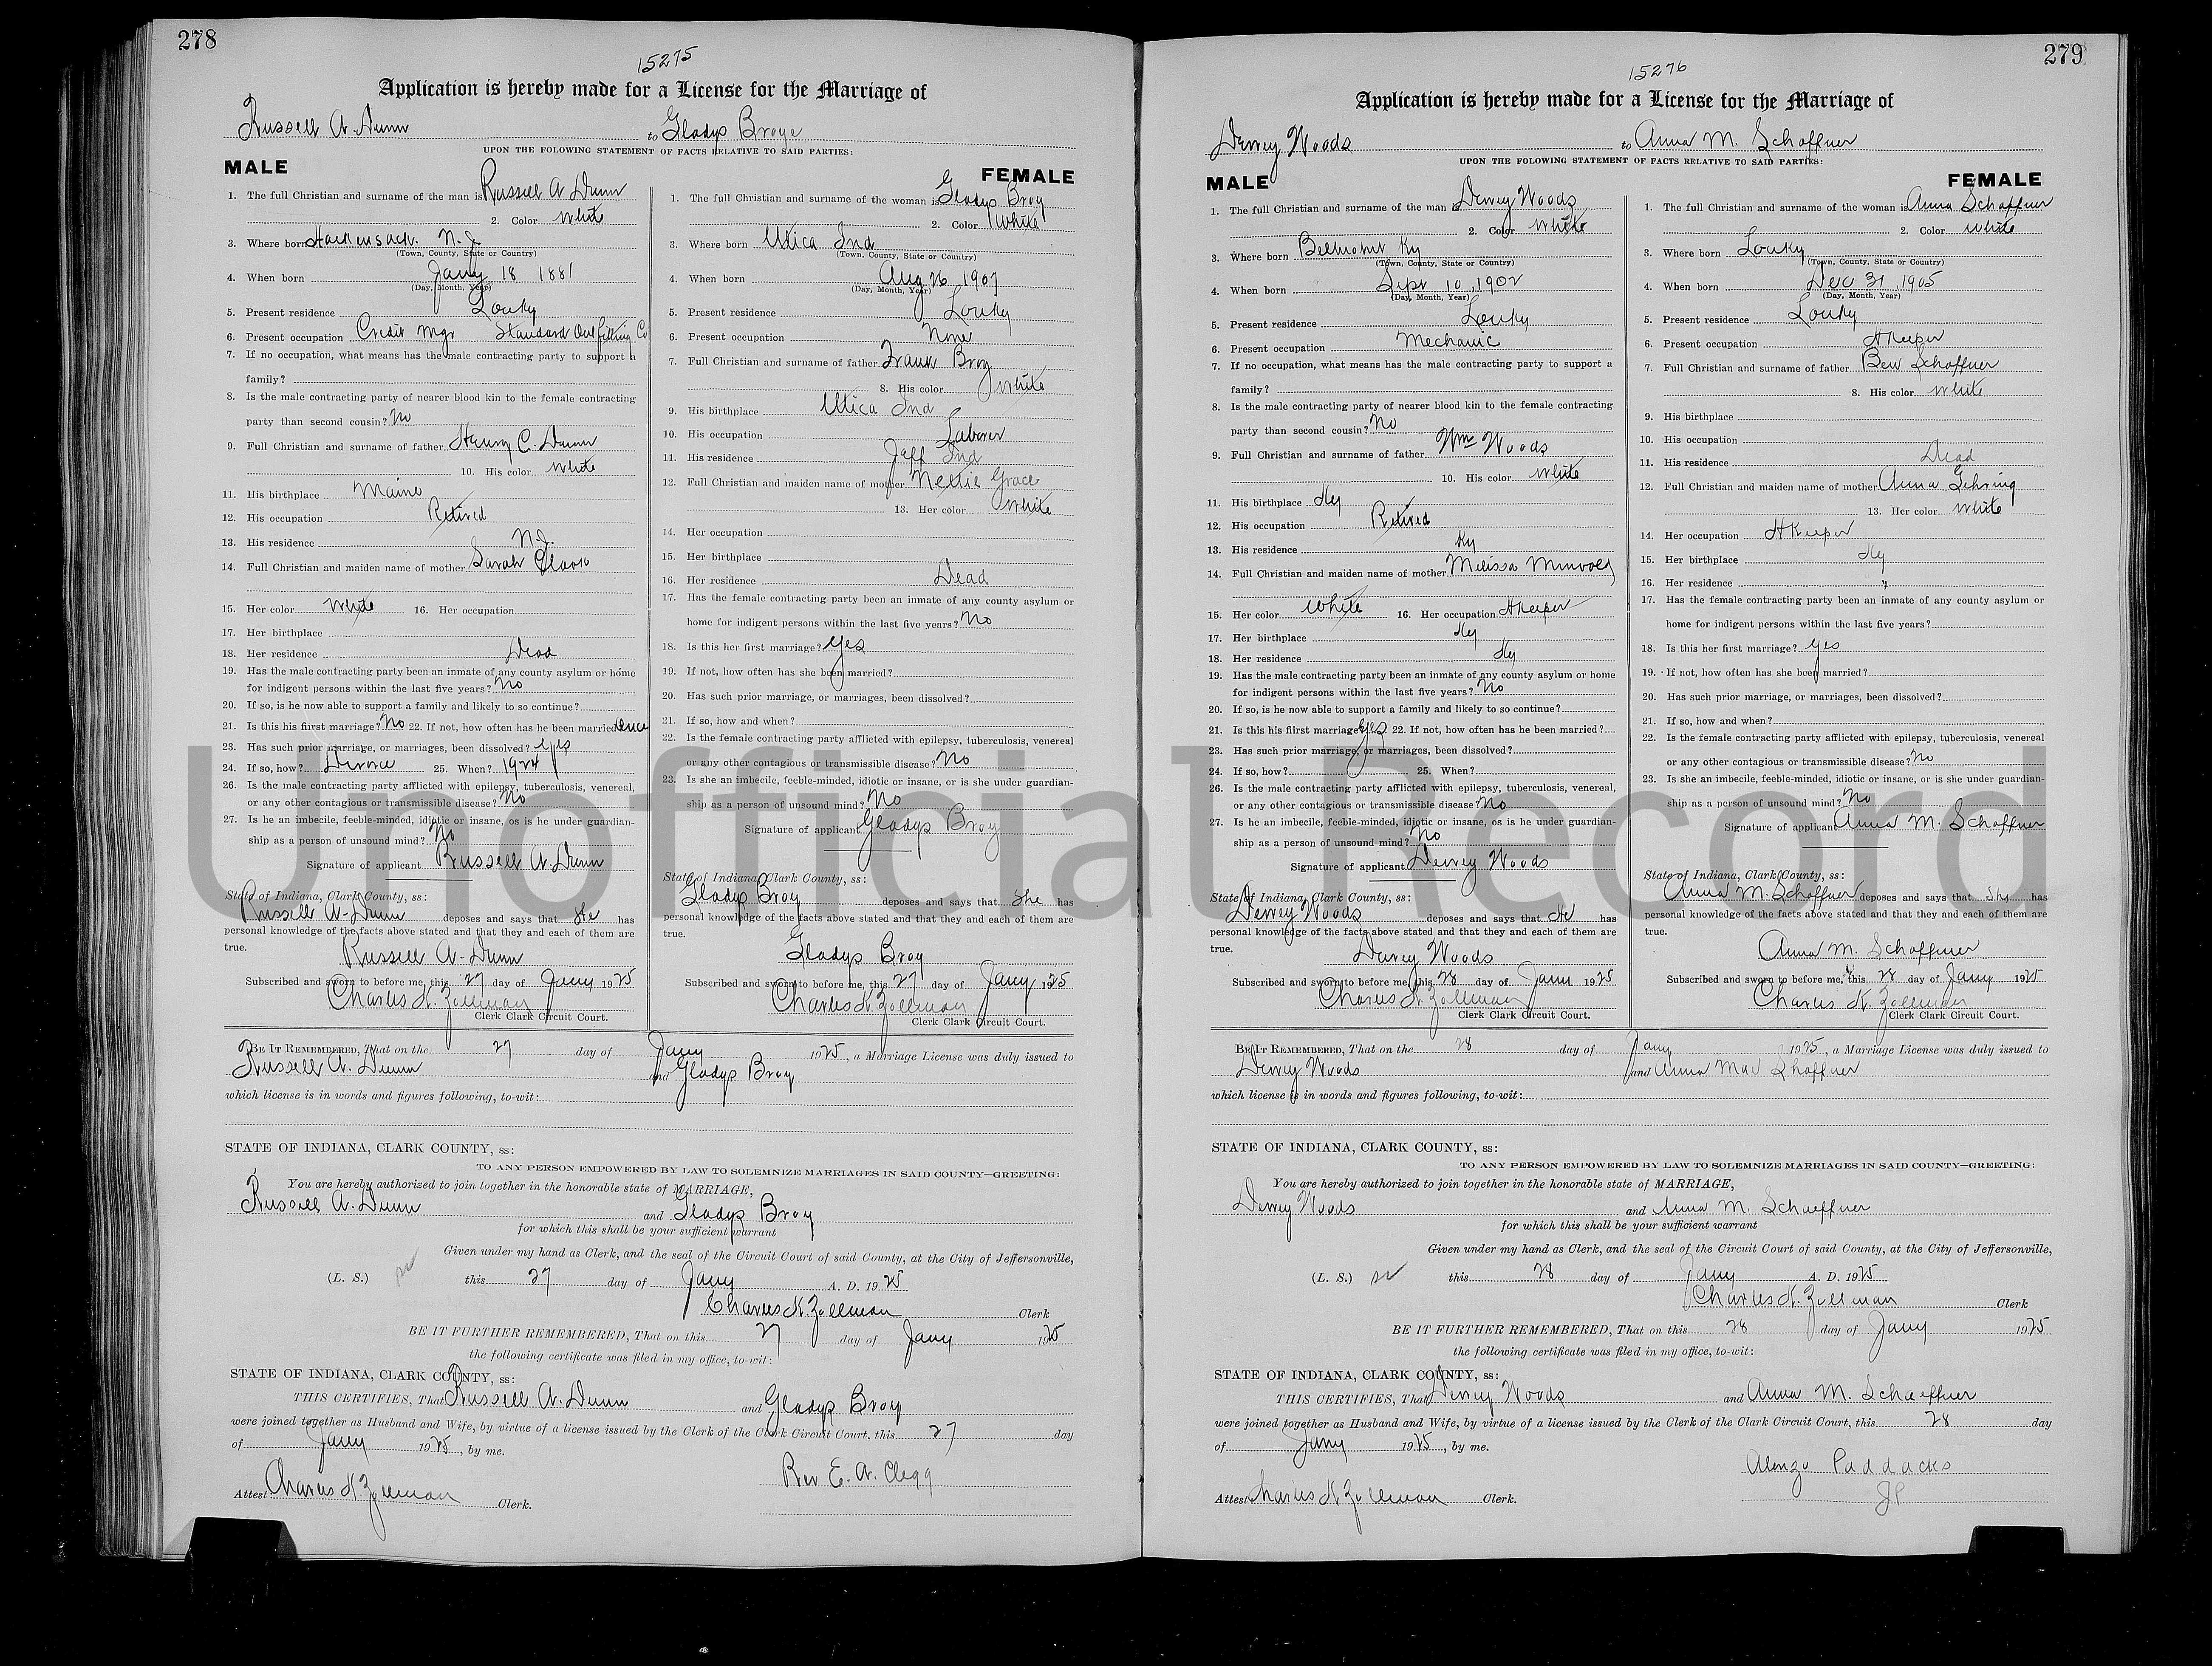 278
15275
Application is hereby made for a License for the Marriage of
Russell A Dunn to Gladys Broye
UPON THE FOLOWING STATEMENT OF FACTS RELATIVE TO SAID PARTIES:
MALE
1. The full Christian and surname of the man is Russell A Dunn
2. Color White
3. Where born Hackensack. N.J.
(Town, County, State or Country)
4. When born Jany 18 1881
(Day, Month, Year)
5. Present residence Louky
6. Present occupation Credit Mgr Standard Outfitting Co
7. If no occupation, what means has the male contracting party to support a
family?
8. Is the male contracting party of nearer blood kin to the female contracting
party than second cousin? No
9. Full Christian and surname of father Henry C. Dunn
10. His color White
11. His birthplace Maine
12. His occupation Retired
13. His residence N.J.
14. Full Christian and maiden name of mother Sarah
15. Her color White 16. Her occupation
17. Her birthplace
18. Her residence Dead
19. Has the male contracting party been an inmate of any county asylum or home
for indigent persons within the last five years? No
20. If so, is he now able to support a family and likely to so continue?
21. Is this his fiirst marriage? No 22. If not, how often has he been married once
23. Has such prior marriage, or marriages, been dissolved? Yes
24. If so, how? Divorce 25. When? 1924
26. Is the male contracting party afflicted with epilepsy, tuberculosis, venereal,
or any other contagious or transmissible disease? No
27. Is he an imbecile, feeble-minded, idiotic or insane, os is he under guardian-
ship as a person of unsound mind? No
Signature of applicant Russell A Dunn
State of Indiana, Clark County, ss:
Russell A. Dunn deposes and says that He has
personal knowledge of the facts above stated and that they and each of them are
true.
Russell A. Dunn
Subscribed and sworn to before me, this 27 day of Jany 1925
Charles K. Zollman
Clerk Clark Circuit Court.
FEMALE
1. The full Christian and surname of the woman is Gladys Broy
2. Color White
3. Where born Utica Ind
(Town, County, State or Country)
4. When born Aug 26 1907
(Day, Month, Year)
5. Present residence Louky
6. Present occupation None
7. Full Christian and surname of father Frank Broy
8. His color White
9. His birthplace Utica Ind
10. His occupation Laborer
11. His residence Jeff Ind
12. Full Christian and maiden name of mother Nettie Grace
13. Her color White
14. Her occupation
15. Her birthplace
16. Her residence Dead
17. Has the female contracting party been an inmate of any county asylum or
home for indigent persons within the last five years? No
18. Is this her first marriage? Yes
19. If not, how often has she been married?
20. Has such prior marriage, or marriages, been dissolved?
21. If so, how and when?
22. Is the female contracting party afflicted with epilepsy, tuberculosis, venereal
or any other contagious or transmissible disease? No
23. Is she an imbecile, feeble-minded, idiotic or insane, or is she under guardian-
ship as a person of unsound mind? No
Signature of applicant Gladys Broy
State of Indiana, Clark County, ss:
Gladys Broy deposes and says that She has
personal knowledge of the facts above stated and that they and each of them are
true.
Gladys Broy
Subscribed and sworn to before me, this 27 day of Jany 1925
Charles K. Zollman
Clerk Clark Circuit Court.
BE IT REMEMBERED, That on the 27 day of Jany 1925, a Marriage License was duly issued to
Russell A. Dunn and Gladys Broy
which license is in words and figures following, to-wit:
STATE OF INDIANA, CLARK COUNTY, ss:
TO ANY PERSON EMPOWERED BY LAW TO SOLEMNIZE MARRIAGES IN SAID COUNTY—GREETING:
You are hereby authorized to join together in the honorable state of MARRIAGE,
Russell A. Dunn and Gladys Broy
for which this shall be your sufficient warrant
Given under my hand as Clerk, and the seal of the Circuit Court of said County, at the City of Jeffersonville,
(L. S.) this 27 day of Jany A. D. 1925
Charles K. Zollman Clerk
BE IT FURTHER REMEMBERED, That on this 27 day of Jany 1925
the following certificate was filed in my office, to-wit:
STATE OF INDIANA, CLARK COUNTY, ss:
THIS CERTIFIES, That Russell A. Dunn and Gladys Broy
were joined together as Husband and Wife, by virtue of a license issued by the Clerk of the Clark Circuit Court, this 27 day
of Jany 1925, by me.
Rev E. A. Clegg
Attest Charles K Zollman Clerk.
279
15276
Application is hereby made for a License for the Marriage of
Dewey Woods to Anna M. Schaffner
UPON THE FOLOWING STATEMENT OF FACTS RELATIVE TO SAID PARTIES:
MALE
1. The full Christian and surname of the man is Dewey Woods
2. Color White
3. Where born Belmont Ky
(Town, County, State or Country)
4. When born Sept 10, 1902
(Day, Month, Year)
5. Present residence Louky
6. Present occupation Mechanic
7. If no occupation, what means has the male contracting party to support a
family?
8. Is the male contracting party of nearer blood kin to the female contracting
party than second cousin? No
9. Full Christian and surname of father Wm Woods
10. His color White
11. His birthplace Ky
12. His occupation Retired
13. His residence Ky
14. Full Christian and maiden name of mother Melissa
15. Her color White 16. Her occupation HKeeper
17. Her birthplace Ky
18. Her residence Ky
19. Has the male contracting party been an inmate of any county asylum or home
for indigent persons within the last five years? No
20. If so, is he now able to support a family and likely to so continue?
21. Is this his fiirst marriage Yes 22. If not, how often has he been married?
23. Has such prior marriage, or marriages, been dissolved?
24. If so, how? 25. When?
26. Is the male contracting party afflicted with epilepsy, tuberculosis, venereal,
or any other contagious or transmissible disease? No
27. Is he an imbecile, feeble-minded, idiotic or insane, os is he under guardian-
ship as a person of unsound mind? No
Signature of applicant Dewey Woods
State of Indiana, Clark County, ss:
Dewey Woods deposes and says that He has
personal knowledge of the facts above stated and that they and each of them are
true.
Dewey Woods
Subscribed and sworn to before me, this 28 day of Jany 1925
Charles K. Zollman
Clerk Clark Circuit Court.
FEMALE
1. The full Christian and surname of the woman is Anna Schaffner
2. Color White
3. Where born Louky
(Town, County, State or Country)
4. When born Dec 31, 1905
(Day, Month, Year)
5. Present residence Louky
6. Present occupation HKeeper
7. Full Christian and surname of father Ben Schaffner
8. His color White
9. His birthplace
10. His occupation
11. His residence Dead
12. Full Christian and maiden name of mother Anna Gehring
13. Her color White
14. Her occupation HKeeper
15. Her birthplace Ky
16. Her residence "
17. Has the female contracting party been an inmate of any county asylum or
home for indigent persons within the last five years?
18. Is this her first marriage? Yes
19. If not, how often has she been married?
20. Has such prior marriage, or marriages, been dissolved?
21. If so, how and when?
22. Is the female contracting party afflicted with epilepsy, tuberculosis, venereal
or any other contagious or transmissible disease? No
23. Is she an imbecile, feeble-minded, idiotic or insane, or is she under guardian-
ship as a person of unsound mind? No
Signature of applicant Anna M. Schaffner
State of Indiana, Clark County, ss:
Anna M. Schaffner deposes and says that She has
personal knowledge of the facts above stated and that they and each of them are
true.
Anna M. Schaffner
Subscribed and sworn to before me, this 28 day of Jany 1925
Charles K. Zollman
Clerk Clark Circuit Court.
BE IT REMEMBERED, That on the 28 day of Jany 1925, a Marriage License was duly issued to
Dewey Woods and Anna Mae Shaffner
which license is in words and figures following, to-wit:
STATE OF INDIANA, CLARK COUNTY, ss:
TO ANY PERSON EMPOWERED BY LAW TO SOLEMNIZE MARRIAGES IN SAID COUNTY—GREETING:
You are hereby authorized to join together in the honorable state of MARRIAGE,
Dewey Woods and Anna M. Schaeffner
for which this shall be your sufficient warrant
Given under my hand as Clerk, and the seal of the Circuit Court of said County, at the City of Jeffersonville,
(L. S.) this 28 day of Jany A. D. 1925
Charles K. Zollman Clerk
BE IT FURTHER REMEMBERED, That on this 28 day of Jany 1925
the following certificate was filed in my office, to-wit:
STATE OF INDIANA, CLARK COUNTY, ss:
THIS CERTIFIES, That Dewey Woods and Anna M. Schaeffner
were joined together as Husband and Wife, by virtue of a license issued by the Clerk of the Clark Circuit Court, this 28 day
of Jany 1925, by me.
Alonzo Paddacks
JP
Attest Charles K Zollman Clerk.
Unofficial Record